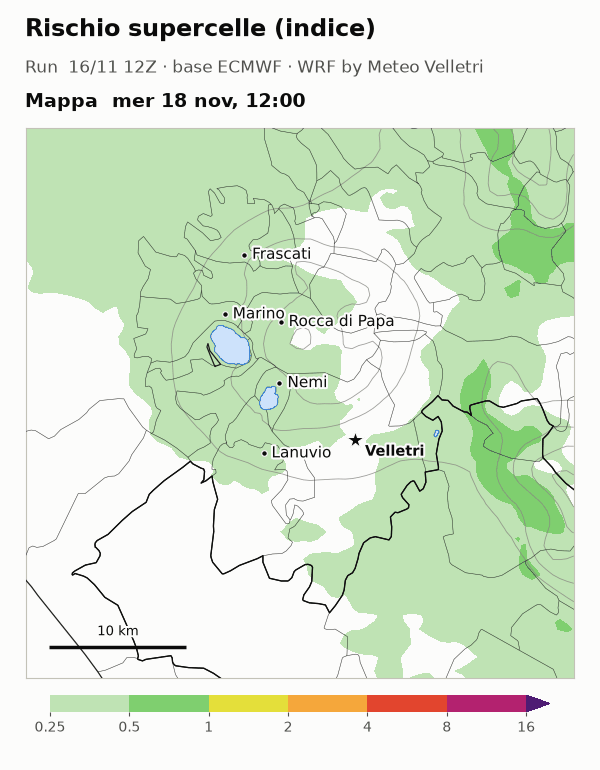 Rischio supercelle (indice)
Run  16/11 12Z · base ECMWF · WRF by Meteo Velletri
Mappa  mer 18 nov, 12:00
Frascati
Marino
Rocca di Papa
Nemi
Velletri
Lanuvio
10 km
0.25 0.5 1 2 4 8 16